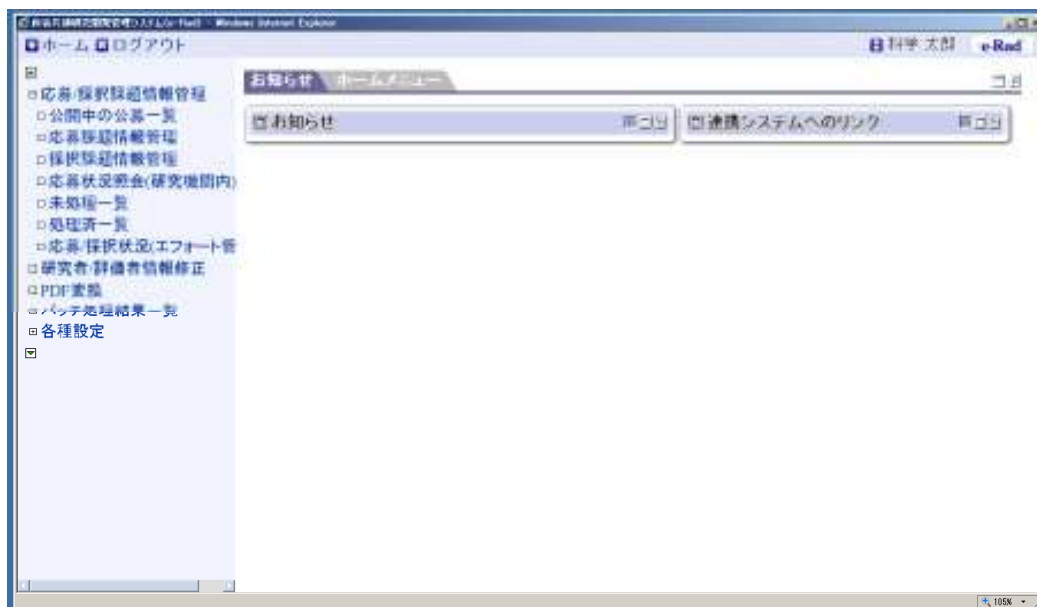 ホーム ログアウト
科学 太郎 e-Rad
お知らせ ホームメニュー
応募/採択課題情報管理
公開中の公募一覧
応募課題情報管理
採択課題情報管理
応募状況照会(研究機関内)
未処理一覧
処理済一覧
応募/採択状況(エフォート管
研究者/評価者情報修正
PDF変換
バッチ処理結果一覧
各種設定
お知らせ
連携システムへのリンク
105%